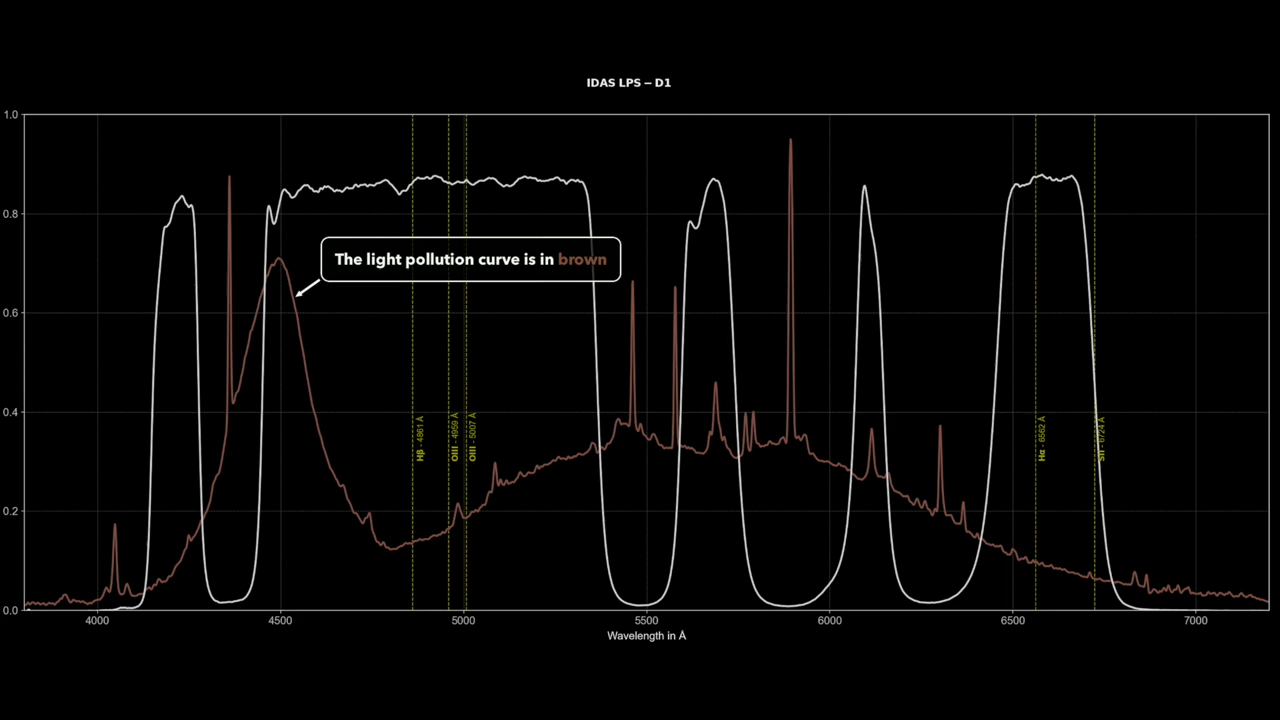 IDAS LPS – D1
1.0
0.8
0.6
0.4
0.2
0.0
The light pollution curve is in brown
Hβ - 4861 Å
OIII - 4959 Å
OIII - 5007 Å
Hα - 6562 Å
SII - 6724 Å
4000 4500 5000 5500 6000 6500 7000
Wavelength in Å